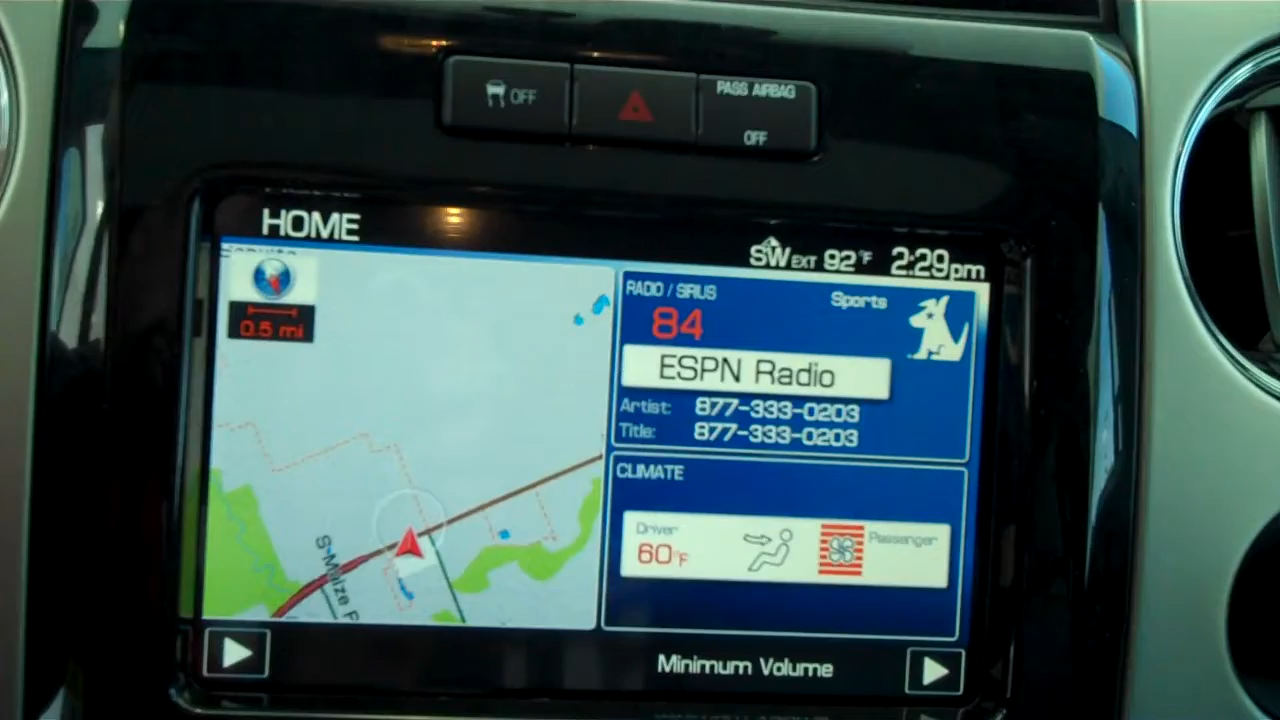 OFF
PASS AIRBAG
OFF
HOME
SW EXT 92°F 2:29pm
0.5 mi
RADIO / SIRIUS
Sports
84
ESPN Radio
Artist: 877-333-0203
Title: 877-333-0203
CLIMATE
Driver
60°F
Passenger
S Maize
Minimum Volume